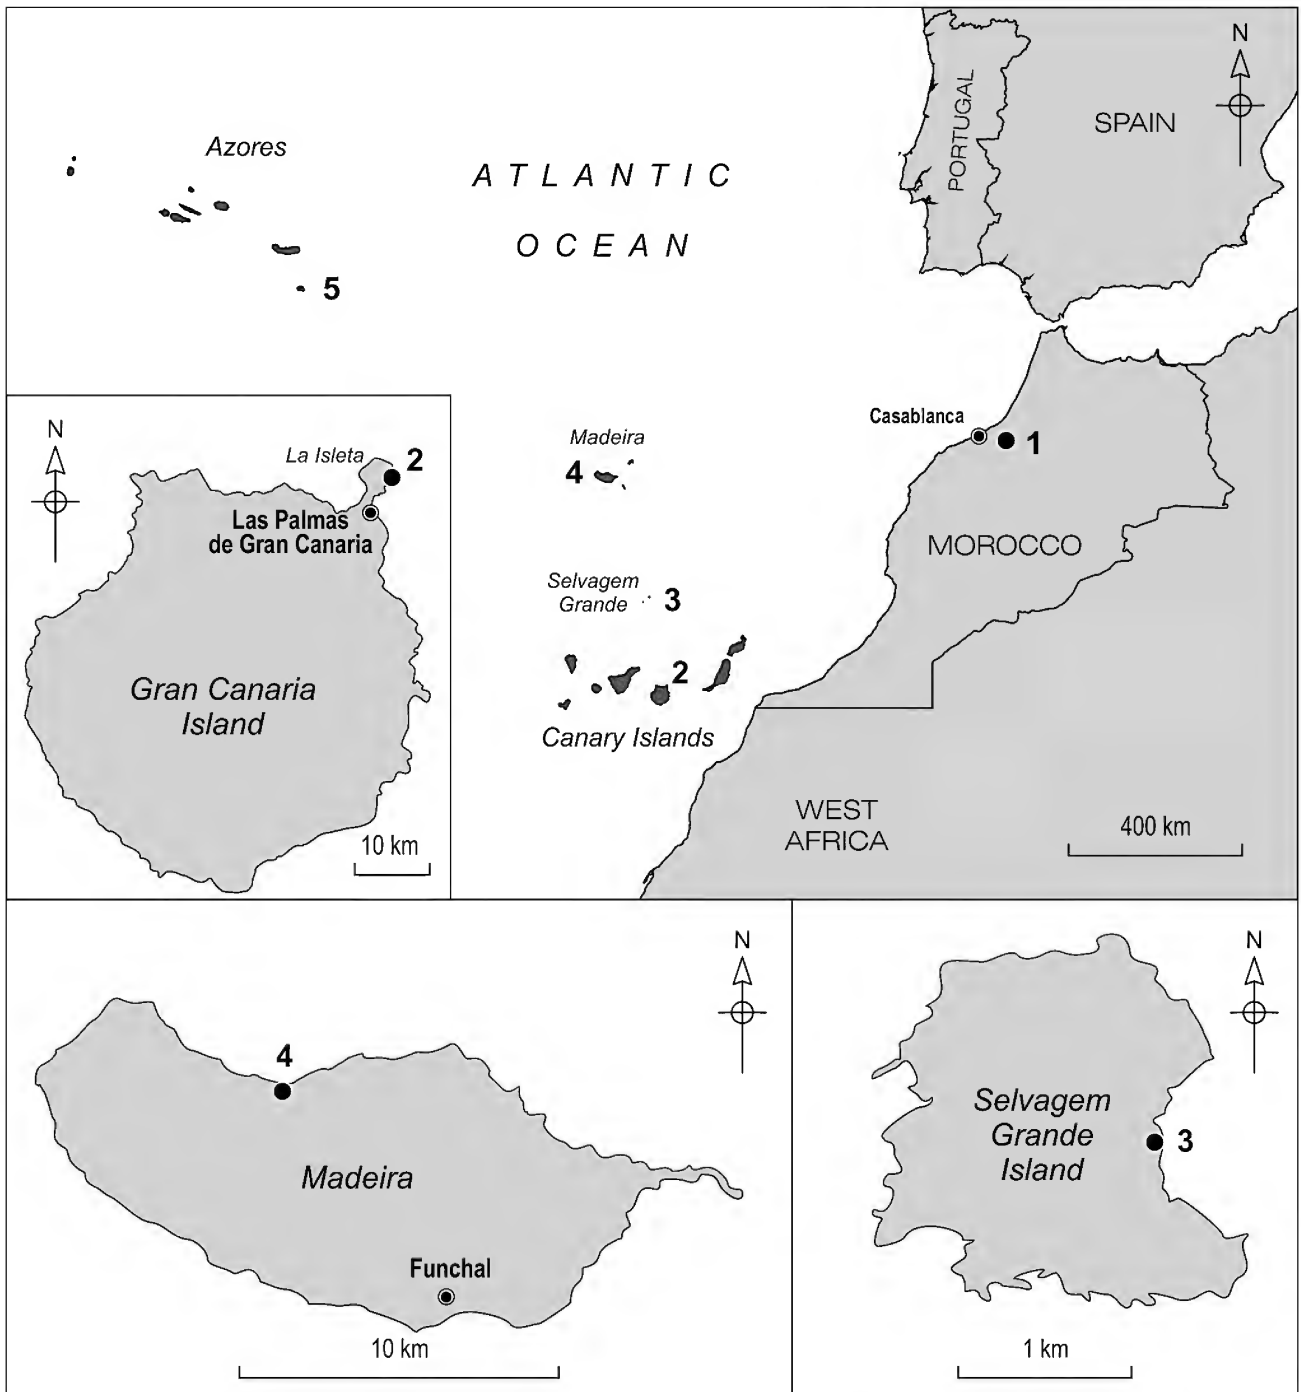 N
PORTUGAL
SPAIN
Azores
ATLANTIC
OCEAN
5
Casablanca
1
Madeira
4
MOROCCO
Selvagem
Grande
3
2
Canary Islands
WEST
AFRICA
400 km
N
La Isleta
2
Las Palmas
de Gran Canaria
Gran Canaria
Island
10 km
N
4
Madeira
Funchal
10 km
N
Selvagem
Grande
Island
3
1 km